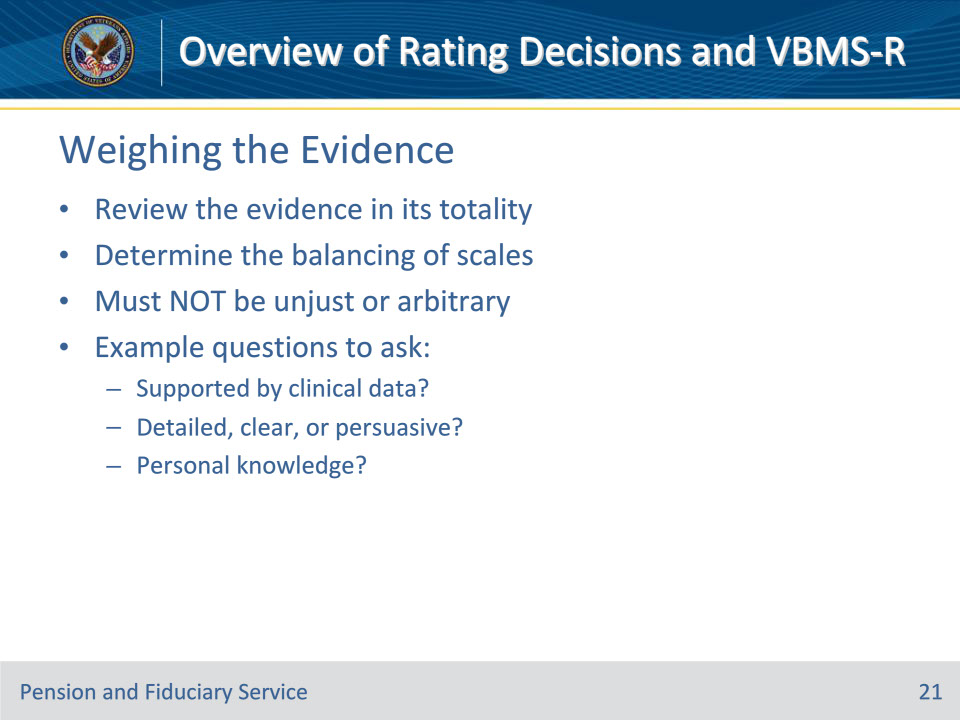 Overview of Rating Decisions and VBMS-R
Weighing the Evidence
• Review the evidence in its totality
• Determine the balancing of scales
• Must NOT be unjust or arbitrary
• Example questions to ask:
– Supported by clinical data?
– Detailed, clear, or persuasive?
– Personal knowledge?
Pension and Fiduciary Service
21